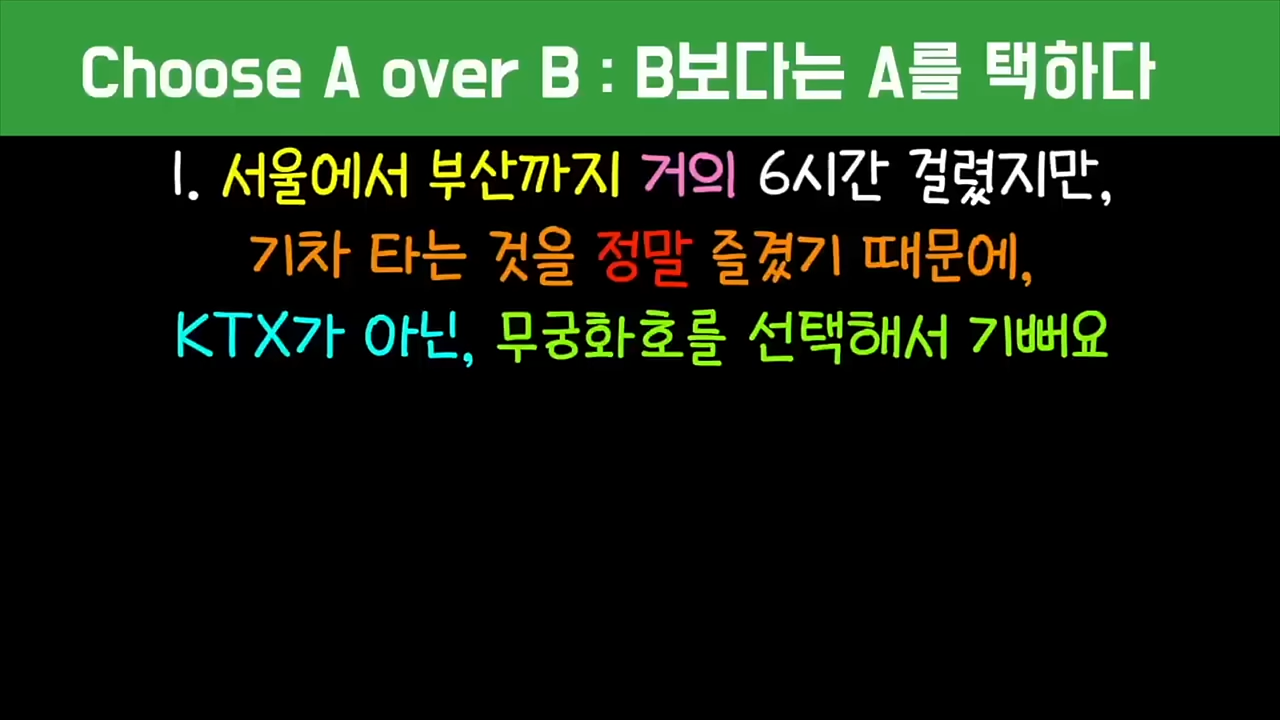 Choose A over B : B보다는 A를 택하다
1. 서울에서 부산까지 거의 6시간 걸렸지만,
기차 타는 것을 정말 즐겼기 때문에,
KTX가 아닌, 무궁화호를 선택해서 기뻐요